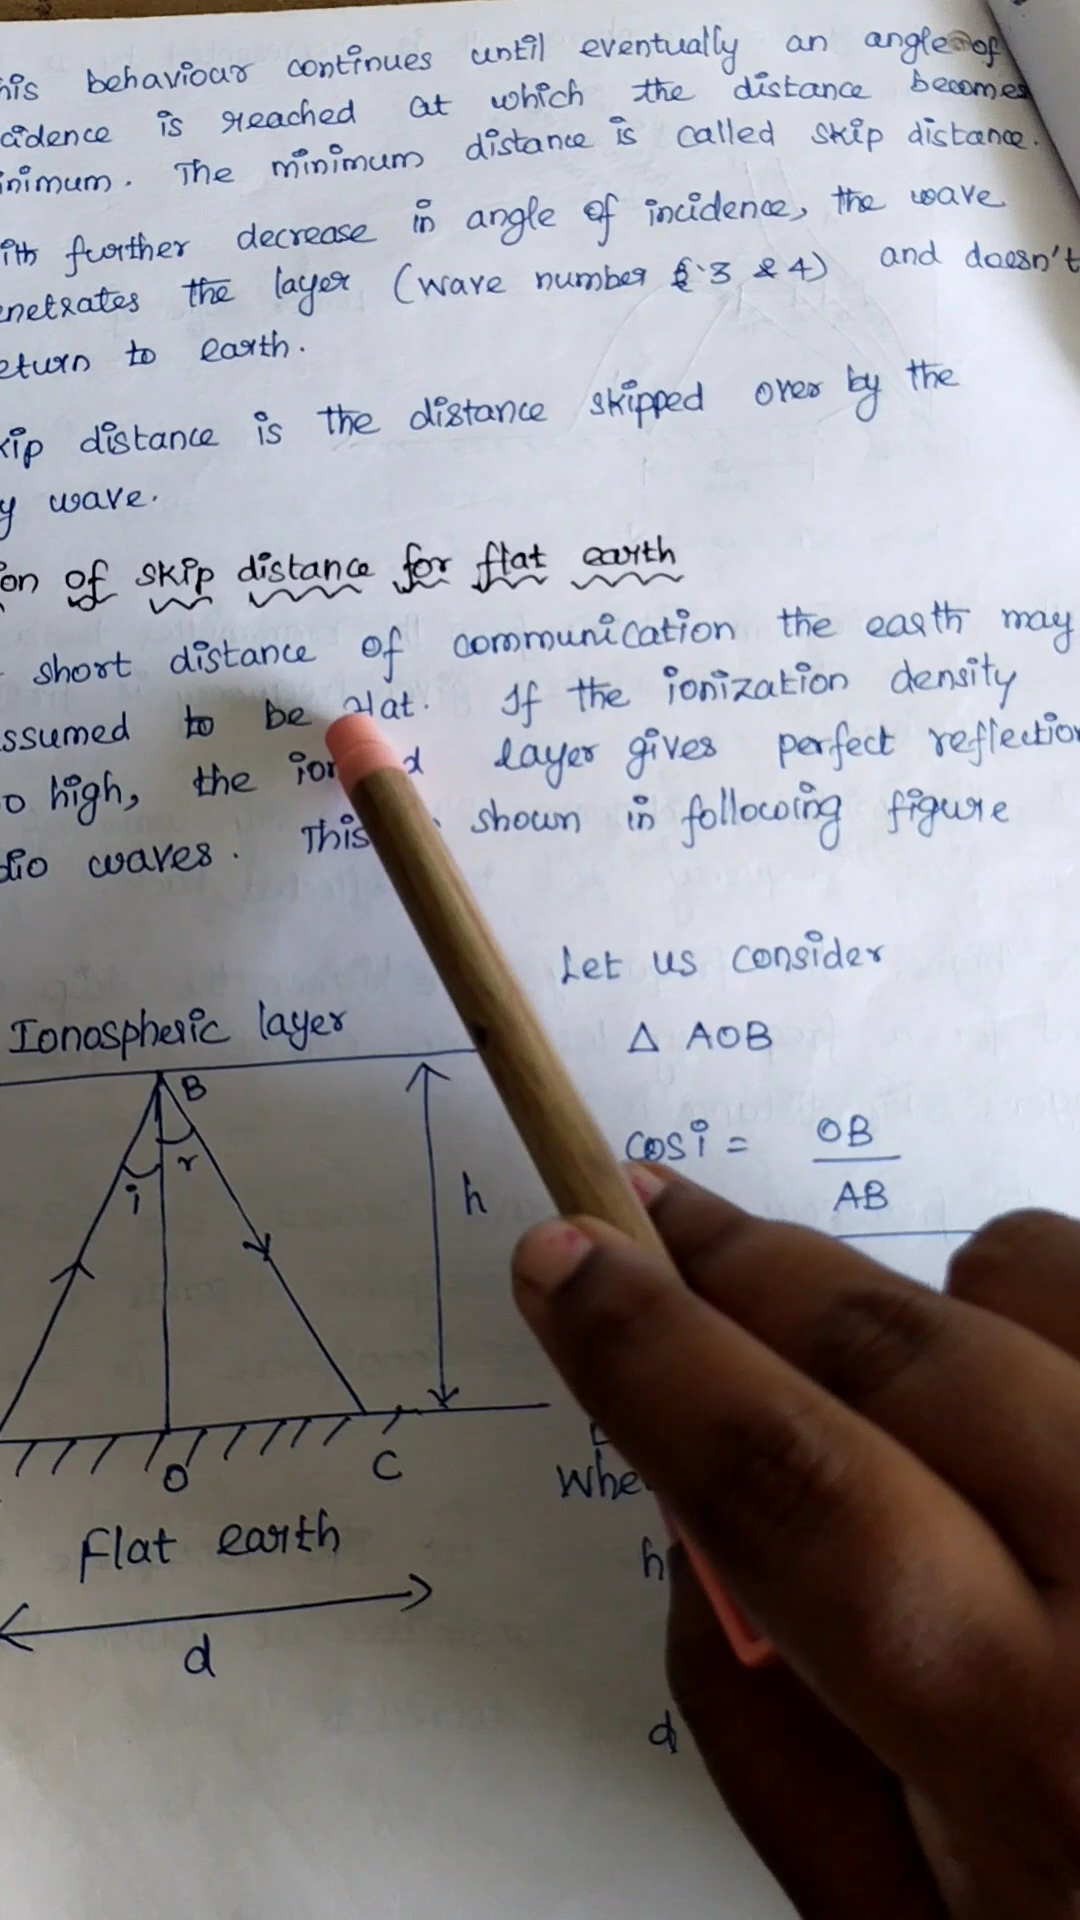 his behaviour continues until eventually an angle of
cidence is reached at which the distance becomes
inimum. The minimum distance is called skip distance.
ith further decrease in angle of incidence, the wave
enetrates the layer (wave number 3 & 4) and doesn't
eturn to earth.
kip distance is the distance skipped over by the
y wave.
on of skip distance for flat earth
short distance of communication the earth may
ssumed to be flat. If the ionization density
o high, the layer gives perfect reflection
dio waves. This shown in following figure
Let us consider
Ionospheric layer
Δ AOB
B
cos i = OB
AB
r
i
h
O
C
Flat earth
h
d
d